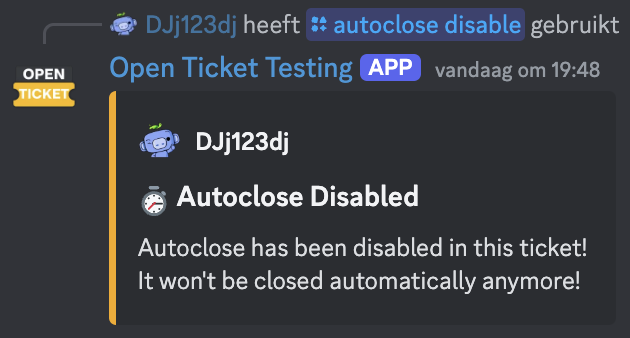 DJj123dj heeft autoclose disable gebruikt
OPEN
TICKET
Open Ticket Testing APP vandaag om 19:48
DJj123dj
Autoclose Disabled
Autoclose has been disabled in this ticket!
It won't be closed automatically anymore!